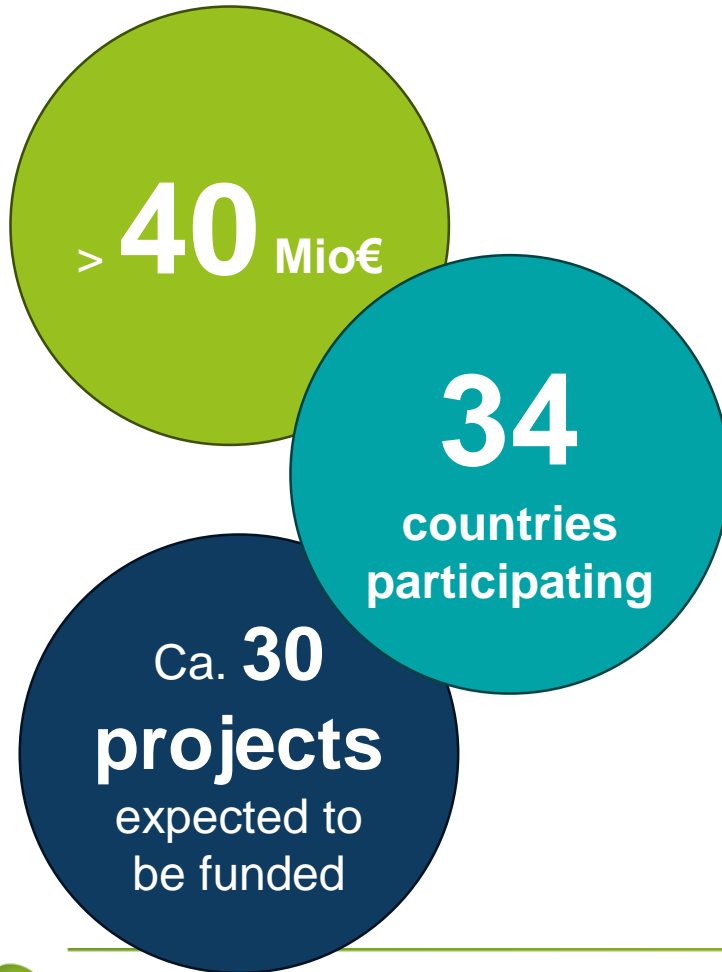 > 40 Mio€
34
countries
participating
Ca. 30
projects
expected to
be funded